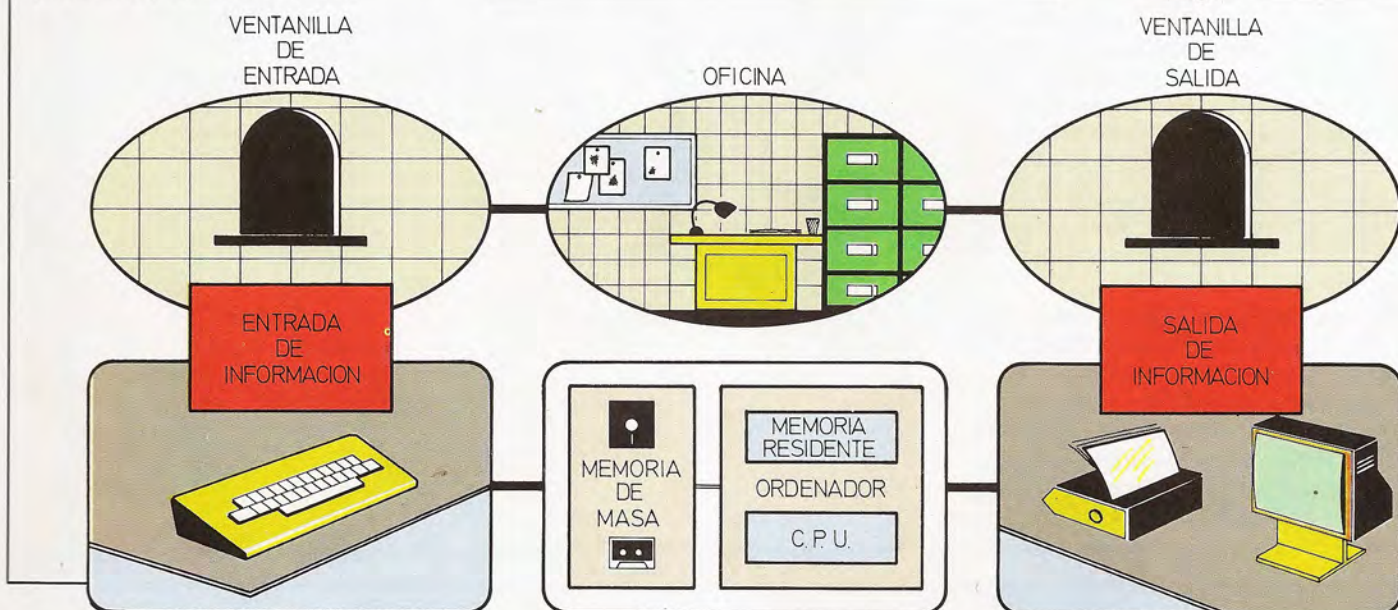 VENTANILLA
DE
ENTRADA
OFICINA
VENTANILLA
DE
SALIDA
ENTRADA
DE
INFORMACION
SALIDA
DE
INFORMACION
MEMORIA
DE
MASA
MEMORIA
RESIDENTE
ORDENADOR
C.P.U.